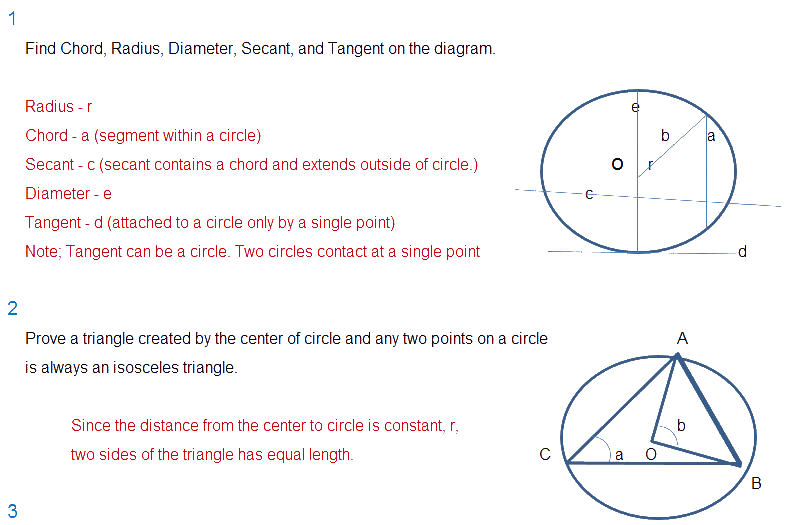 1
Find Chord, Radius, Diameter, Secant, and Tangent on the diagram.
Radius - r
Chord - a (segment within a circle)
Secant - c (secant contains a chord and extends outside of circle.)
Diameter - e
Tangent - d (attached to a circle only by a single point)
Note; Tangent can be a circle. Two circles contact at a single point
e
b
a
O
r
c
d
2
Prove a triangle created by the center of circle and any two points on a circle
is always an isosceles triangle.
Since the distance from the center to circle is constant, r,
two sides of the triangle has equal length.
A
b
C
a
O
B
3